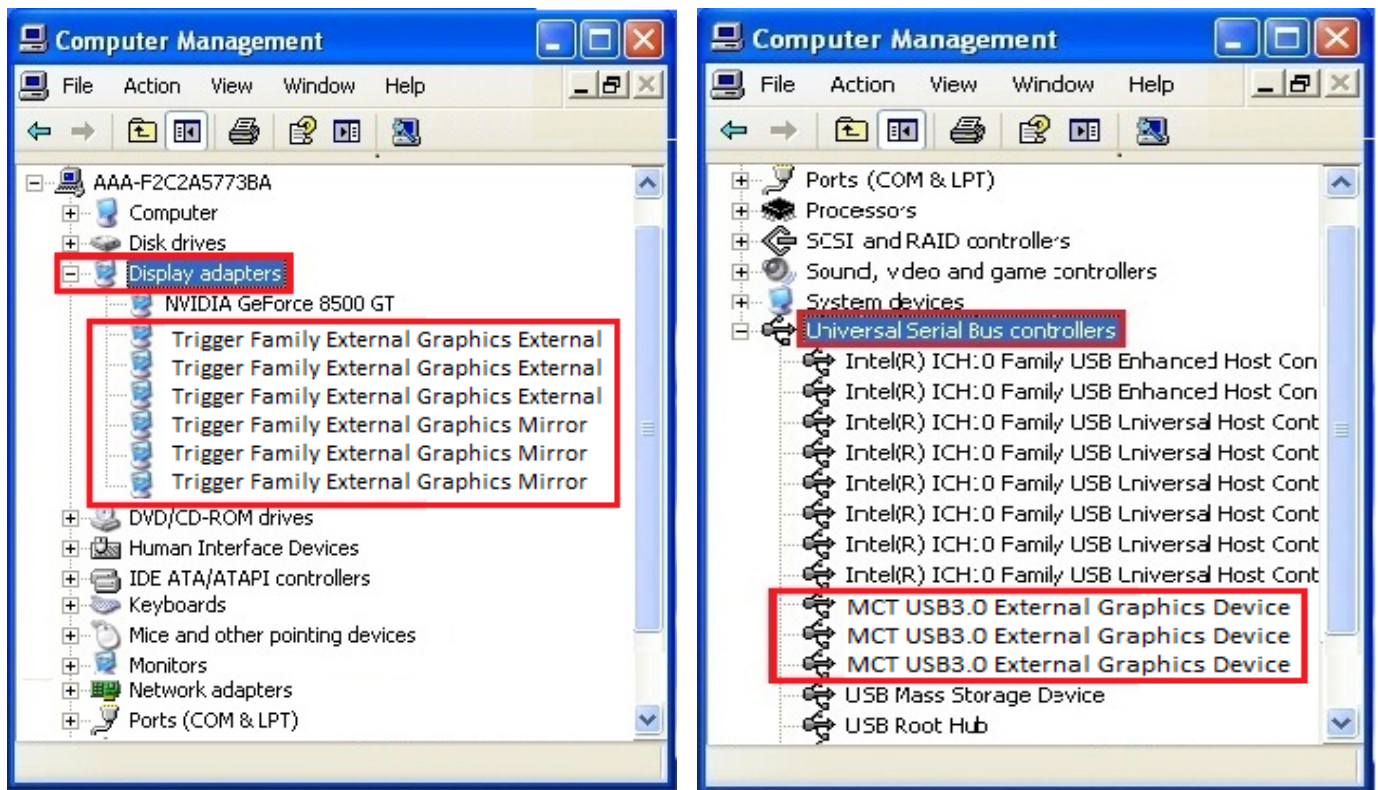 Computer Management
File Action View Window Help
AAA-F2C2A5773BA
Computer
Disk drives
Display adapters
NVIDIA GeForce 8500 GT
Trigger Family External Graphics External
Trigger Family External Graphics External
Trigger Family External Graphics External
Trigger Family External Graphics Mirror
Trigger Family External Graphics Mirror
Trigger Family External Graphics Mirror
DVD/CD-ROM drives
Human Interface Devices
IDE ATA/ATAPI controllers
Keyboards
Mice and other pointing devices
Monitors
Network adapters
Ports (COM & LPT)
Computer Management
File Action View Window Help
Ports (COM & LPT)
Processors
SCSI and RAID controllers
Sound, video and game controllers
System devices
Universal Serial Bus controllers
Intel(R) ICH10 Family USB Enhanced Host Con
Intel(R) ICH10 Family USB Enhanced Host Con
Intel(R) ICH10 Family USB Universal Host Cont
Intel(R) ICH10 Family USB Universal Host Cont
Intel(R) ICH10 Family USB Universal Host Cont
Intel(R) ICH10 Family USB Universal Host Cont
Intel(R) ICH10 Family USB Universal Host Cont
Intel(R) ICH10 Family USB Universal Host Cont
MCT USB3.0 External Graphics Device
MCT USB3.0 External Graphics Device
MCT USB3.0 External Graphics Device
USB Mass Storage Device
USB Root Hub